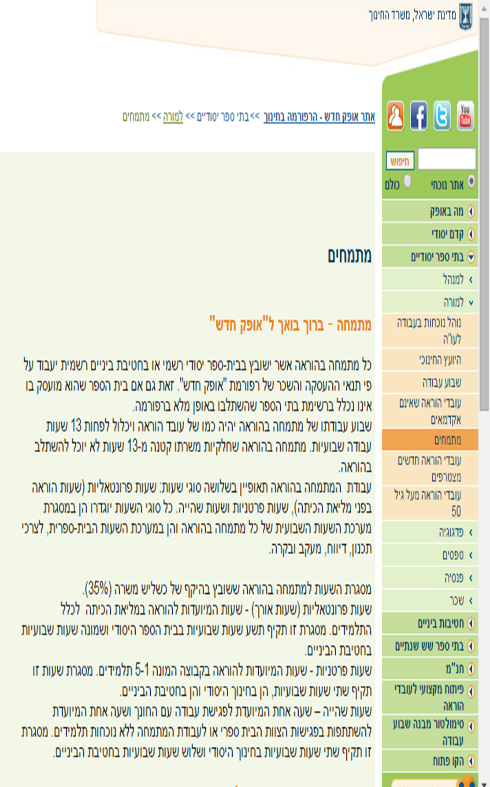 מדינת ישראל, משרד החינוך
You
Tube
חיפוש
אתר נוכחי
כולם
מה באופק
קדם יסודי
בתי ספר יסודיים
למנהל
למורה
נוהל נוכחות בעבודה
לעו"ה
היועץ החינוכי
שבוע עבודה
עובדי הוראה שאינם
אקדמאים
מתמחים
עובדי הוראה חדשים
מצטרפים
עובדי הוראה מעל גיל
50
פדגוגיה
טפסים
פנסיה
שכר
חטיבות ביניים
בתי ספר שש שנתיים
חנ"מ
פיתוח מקצועי לעובדי
הוראה
סימולטור מבנה שבוע
עבודה
הקו פתוח
אתר אופק חדש - הרפורמה בחינוך >>בתי ספר יסודיים >> למורה >> מתמחים
מתמחים
מתמחה - ברוך בואך ל"אופק חדש"
כל מתמחה בהוראה אשר ישובץ בבית-ספר יסודי רשמי או בחטיבת ביניים רשמית יעבוד על
פי תנאי ההעסקה והשכר של רפורמת "אופק חדש". זאת גם אם בית הספר שהוא מועסק בו
אינו נכלל ברשימת בתי הספר שהשתלבו באופן מלא ברפורמה.
שבוע עבודתו של מתמחה בהוראה יהיה כמו של עובד הוראה ויכלול לפחות 13 שעות
עבודה שבועיות. מתמחה בהוראה שחלקיות משרתו קטנה מ-13 שעות לא יוכל להשתלב
בהוראה.
עבודת המתמחה בהוראה תאופיין בשלושה סוגי שעות: שעות פרונטאליות (שעות הוראה
בפני מליאת הכיתה), שעות פרטניות ושעות שהייה. כל סוגי השעות יוגדרו הן במסגרת
מערכת השעות השבועית של כל מתמחה בהוראה והן במערכת השעות הבית-ספרית, לצרכי
תכנון, דיווח, מעקב ובקרה.
מסגרת השעות למתמחה בהוראה ששובץ בהיקף של כשליש משרה (35%).
שעות פרונטאליות (שעות אורך) - שעות המיועדות להוראה במליאת הכיתה לכלל
התלמידים. מסגרת זו תקיף תשע שעות שבועיות בבית הספר היסודי ושמונה שעות שבועיות
בחטיבת הביניים.
שעות פרטניות - שעות המיועדות להוראה בקבוצה המונה 5-1 תלמידים. מסגרת שעות זו
תקיף שתי שעות שבועיות, הן בחינוך היסודי והן בחטיבת הביניים.
שעות שהייה – שעה אחת המיועדת לפגישת עבודה עם החונך ושעה אחת המיועדת
להשתתפות בפגישות הצוות הבית ספרי או לעבודת המתמחה ללא נוכחות תלמידים. מסגרת
זו תקיף שתי שעות שבועיות בחינוך היסודי ושלוש שעות שבועיות בחטיבת הביניים.